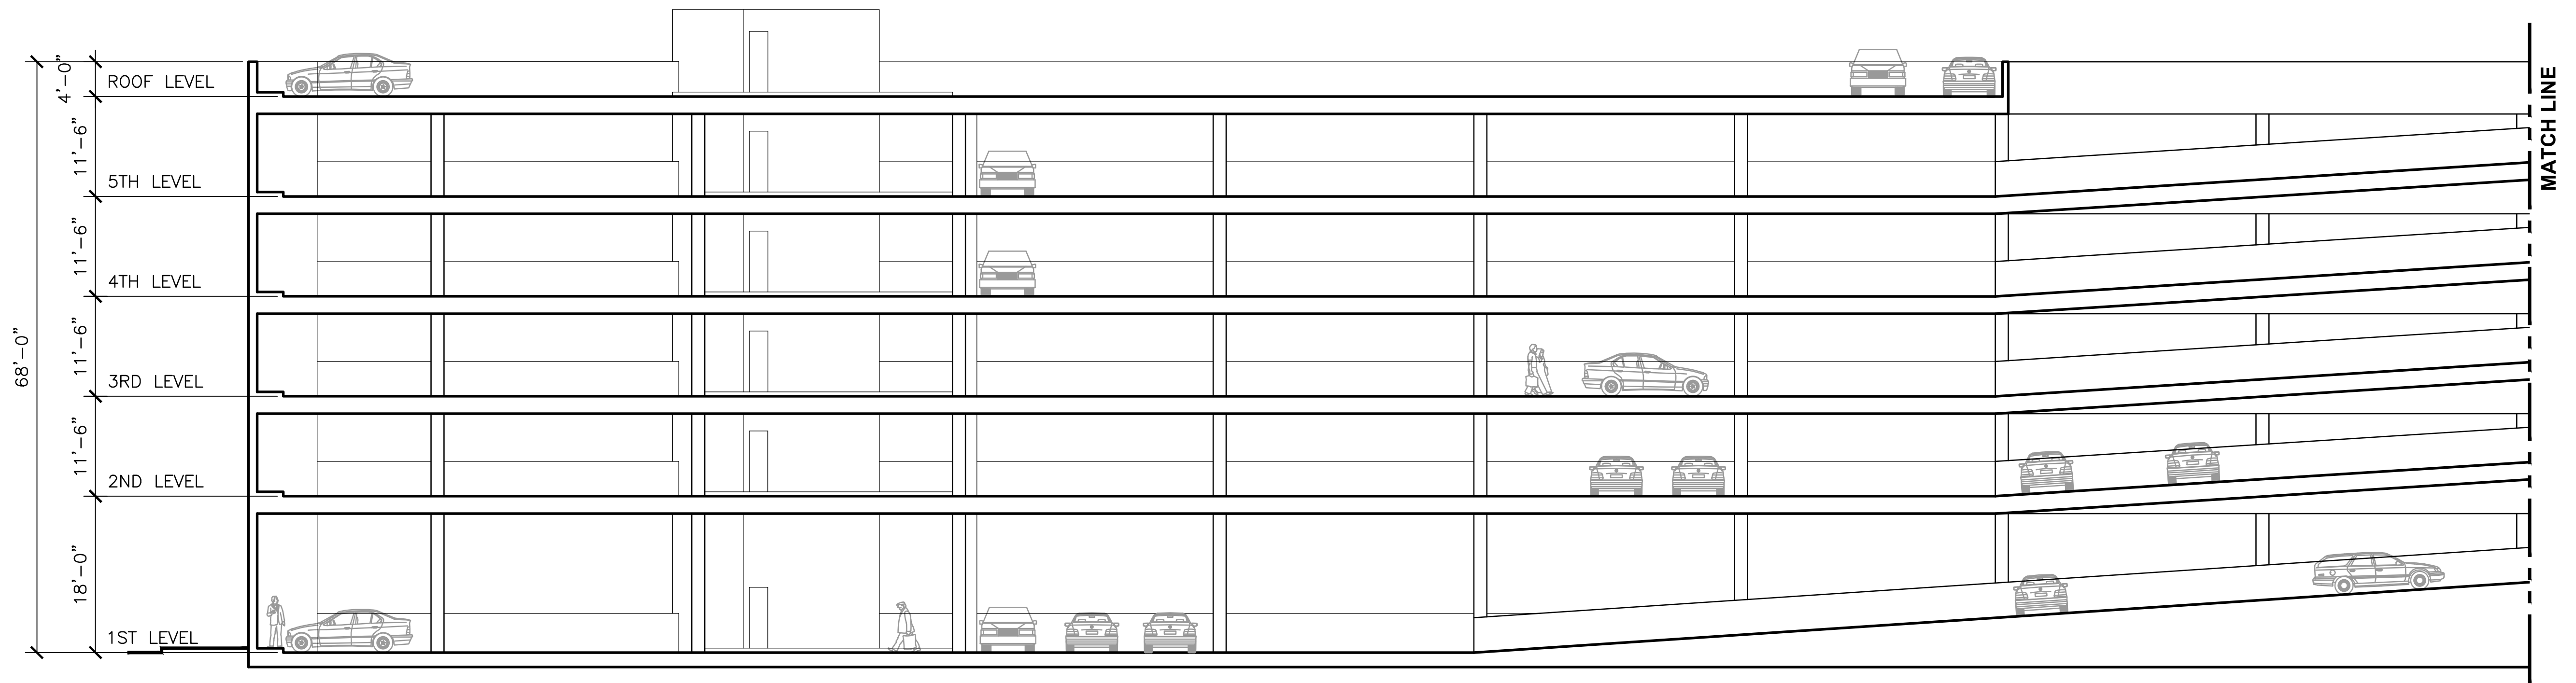 4'-0"
ROOF LEVEL
MATCH LINE
11'-6"
5TH LEVEL
11'-6"
4TH LEVEL
68'-0"
11'-6"
3RD LEVEL
11'-6"
2ND LEVEL
18'-0"
1ST LEVEL